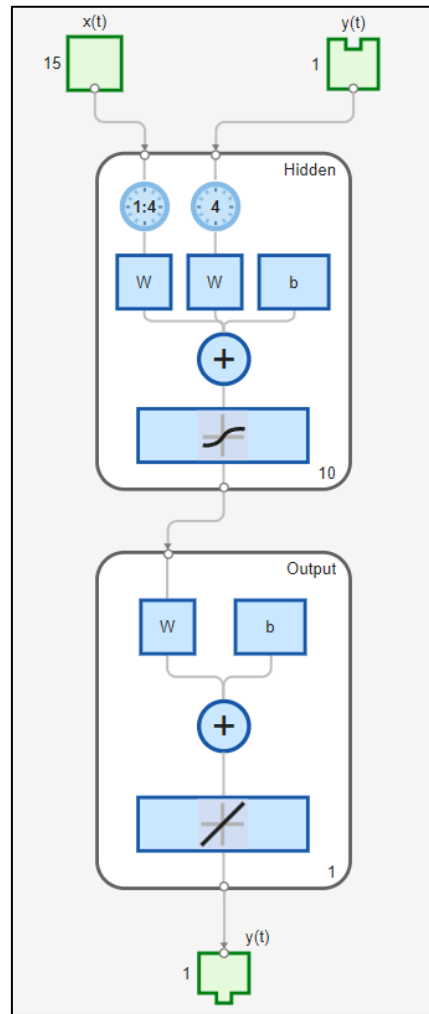 x(t) y(t)
15 1
Hidden
1:4 4
W W b
+
10
Output
W b
+
1
y(t)
1